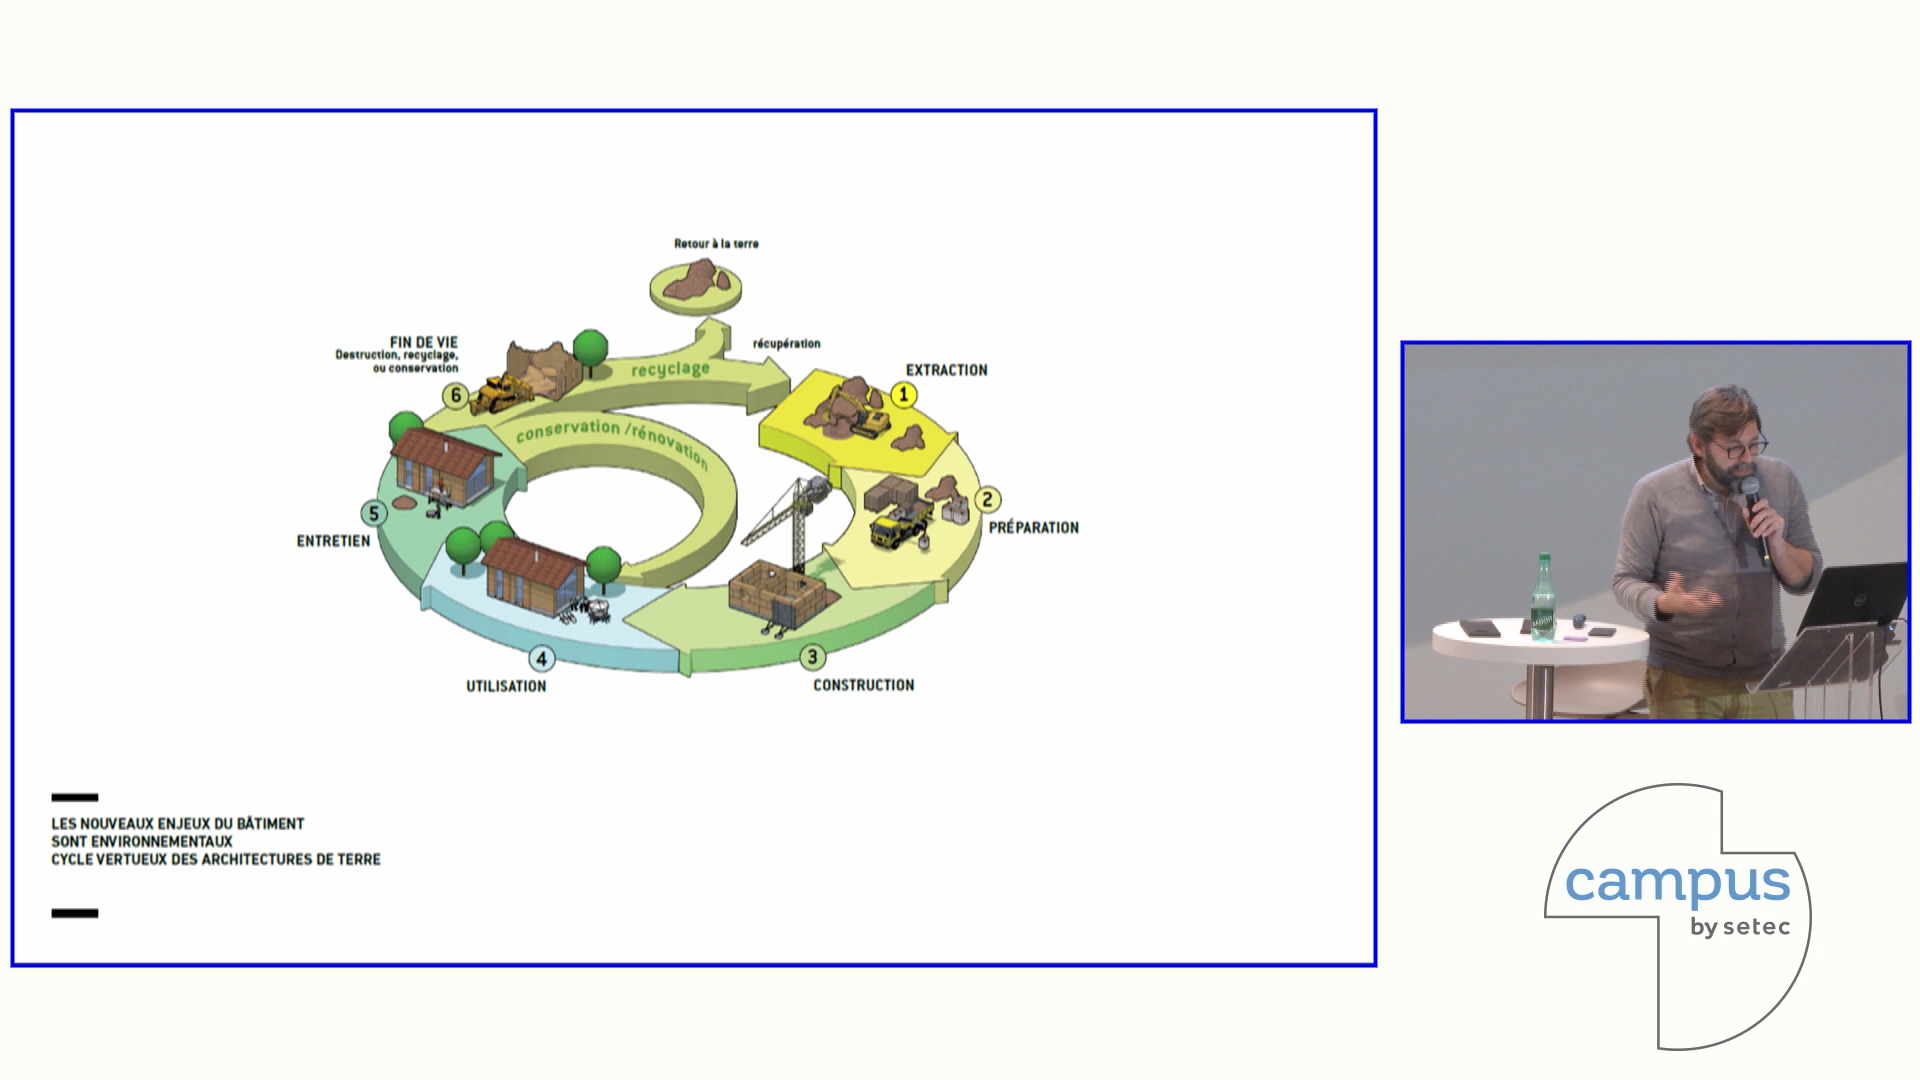 Retour à la terre
récupération
recyclage
conservation / rénovation
FIN DE VIE
Destruction, recyclage,
ou conservation
6
EXTRACTION
1
2
PRÉPARATION
5
ENTRETIEN
4
UTILISATION
3
CONSTRUCTION
LES NOUVEAUX ENJEUX DU BÂTIMENT
SONT ENVIRONNEMENTAUX
CYCLE VERTUEUX DES ARCHITECTURES DE TERRE
BADOIT
campus
by setec